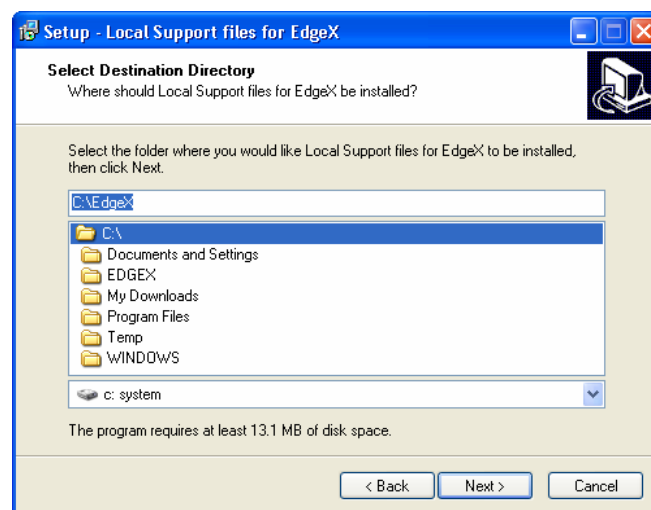 Setup - Local Support files for EdgeX
Select Destination Directory
Where should Local Support files for EdgeX be installed?
Select the folder where you would like Local Support files for EdgeX to be installed,
then click Next.
C:\EdgeX
C:\
Documents and Settings
EDGEX
My Downloads
Program Files
Temp
WINDOWS
c: system
The program requires at least 13.1 MB of disk space.
< Back Next > Cancel